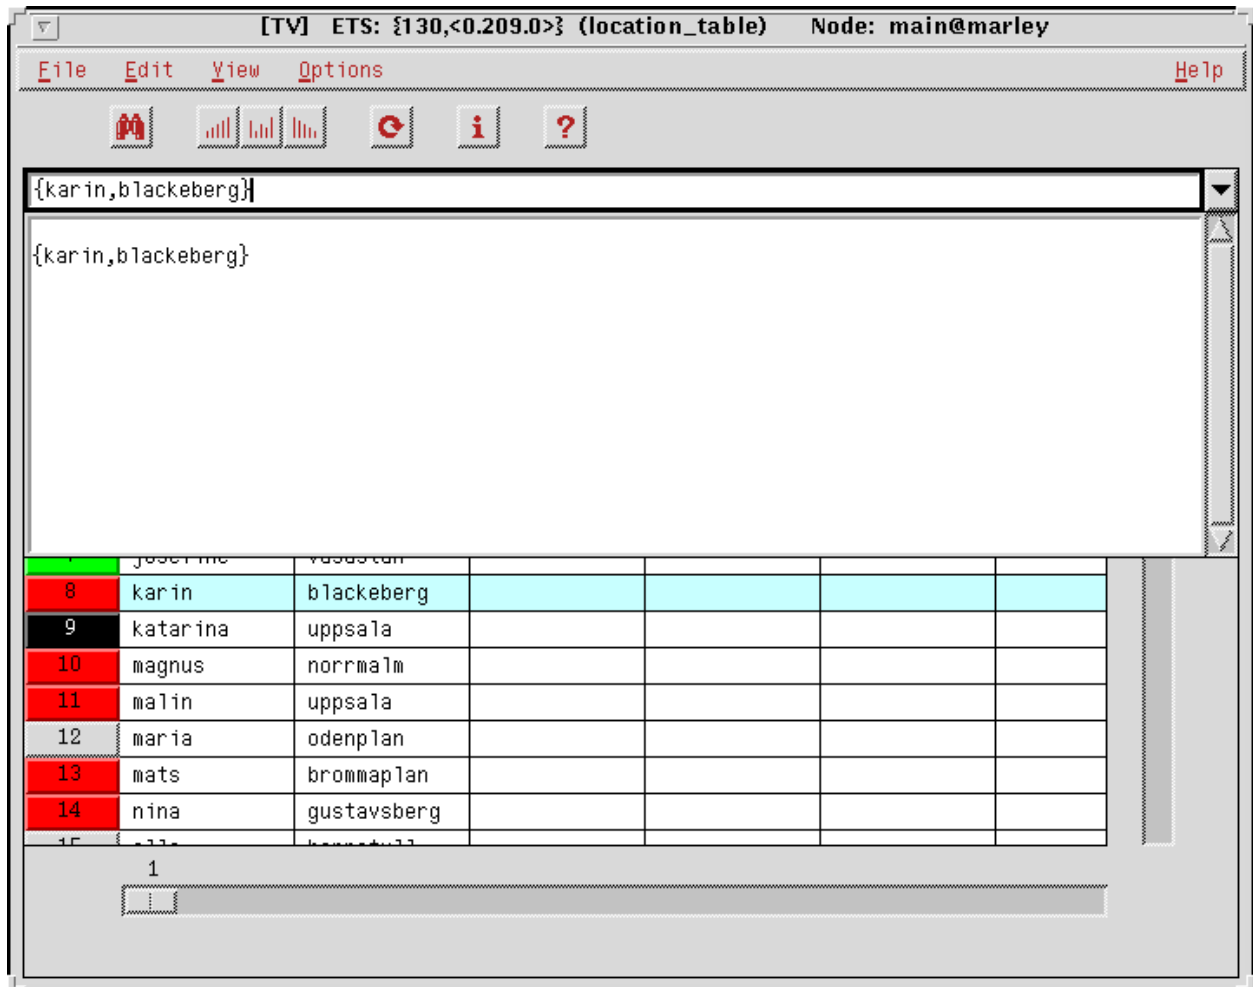 [TV] ETS: {130,<0.209.0>} (location_table) Node: main@marley
File Edit View Options Help
{karin,blackeberg}
{karin,blackeberg}
8 karin blackeberg
9 katarina uppsala
10 magnus norrmalm
11 malin uppsala
12 maria odenplan
13 mats brommaplan
14 nina gustavsberg
1